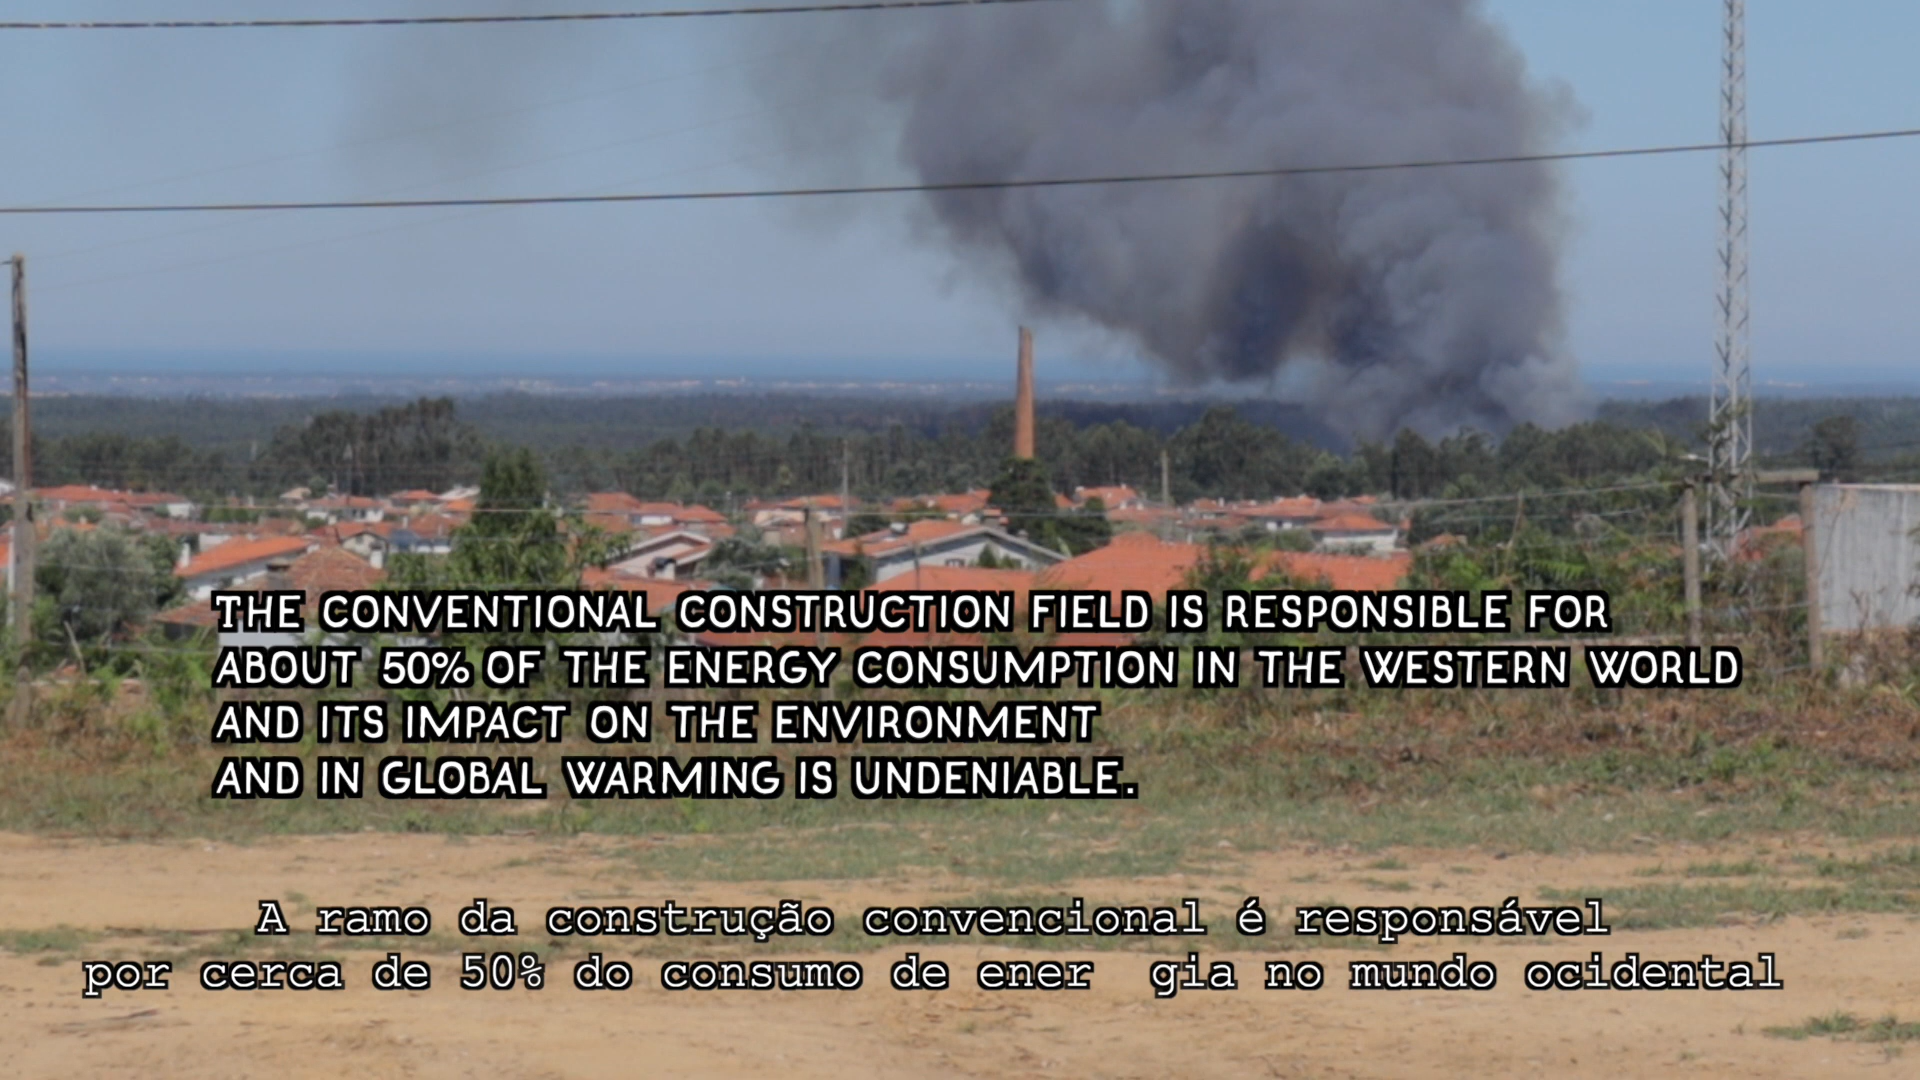 THE CONVENTIONAL CONSTRUCTION FIELD IS RESPONSIBLE FOR
ABOUT 50% OF THE ENERGY CONSUMPTION IN THE WESTERN WORLD
AND ITS IMPACT ON THE ENVIRONMENT
AND IN GLOBAL WARMING IS UNDENIABLE.
A ramo da construção convencional é responsável
por cerca de 50% do consumo de ener gia no mundo ocidental